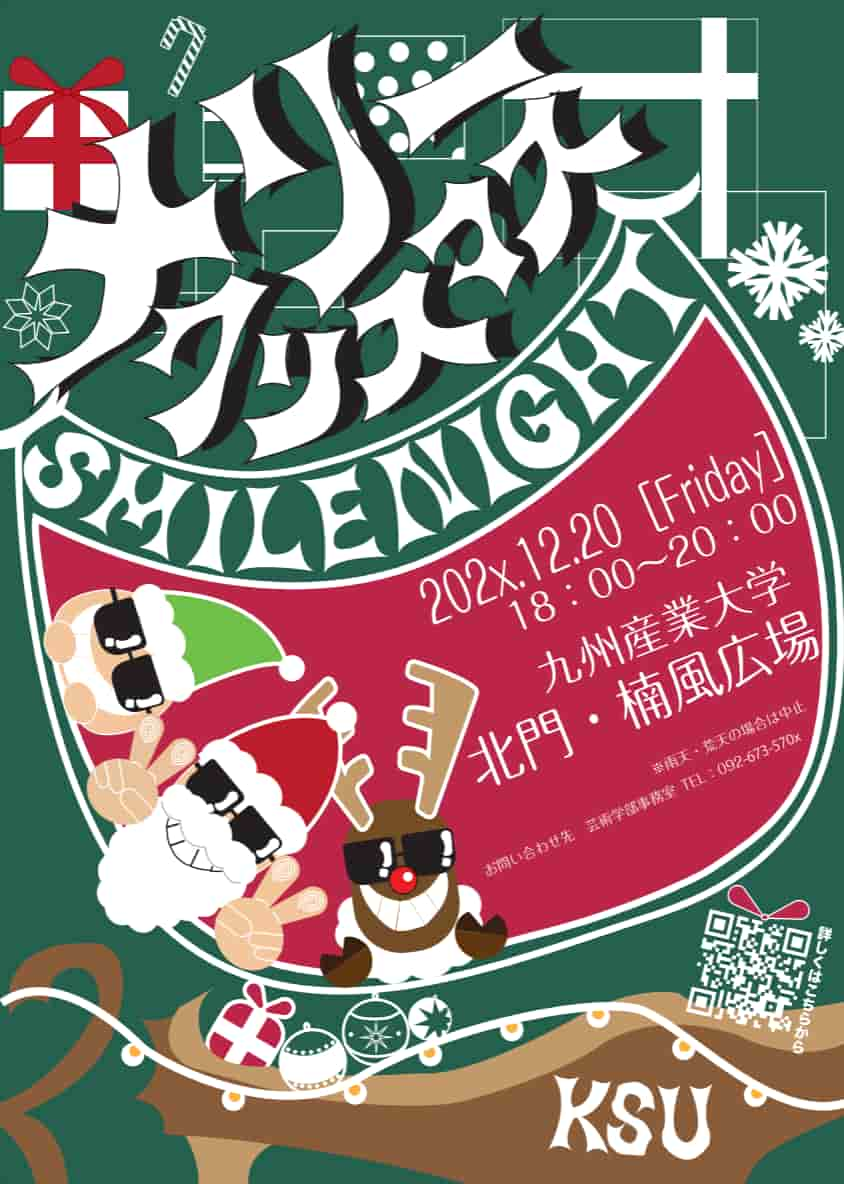 メリー
クリスマス
SMILENIGHT
202x.12.20 [Friday]
18：00～20：00
九州産業大学
北門・楠風広場
※雨天・荒天の場合は中止
お問い合わせ先 芸術学部事務室 TEL：092-673-570x
詳しくはこちらから
KSU